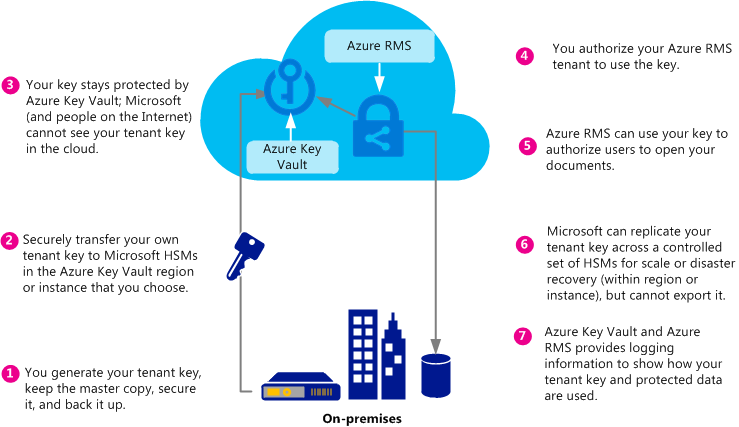 Azure RMS
Azure Key
Vault
3
Your key stays protected by
Azure Key Vault; Microsoft
(and people on the Internet)
cannot see your tenant key
in the cloud.
2
Securely transfer your own
tenant key to Microsoft HSMs
in the Azure Key Vault region
or instance that you choose.
1
You generate your tenant key,
keep the master copy, secure
it, and back it up.
4
You authorize your Azure RMS
tenant to use the key.
5
Azure RMS can use your key to
authorize users to open your
documents.
6
Microsoft can replicate your
tenant key across a controlled
set of HSMs for scale or disaster
recovery (within region or
instance), but cannot export it.
7
Azure Key Vault and Azure
RMS provides logging
information to show how your
tenant key and protected data
are used.
On-premises